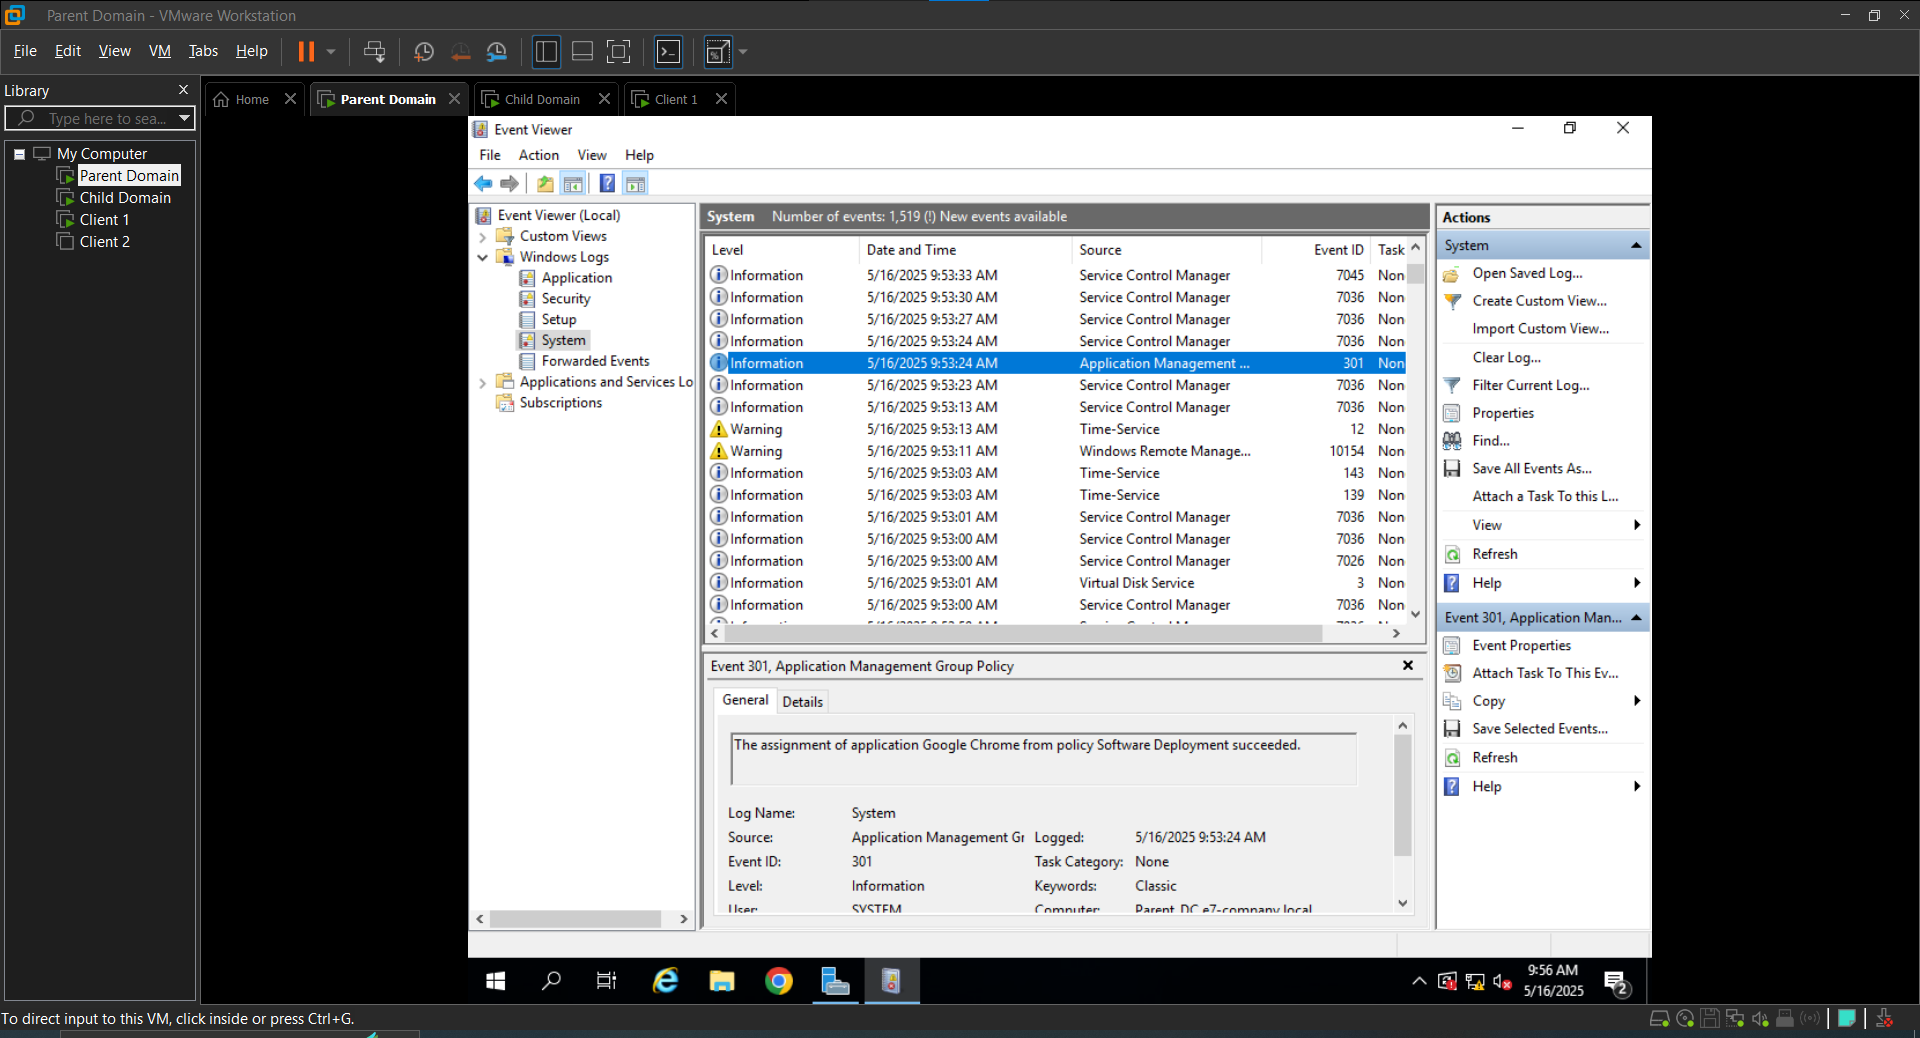 Parent Domain - VMware Workstation
File Edit View VM Tabs Help
Library
Type here to sea...
My Computer
Parent Domain
Child Domain
Client 1
Client 2
Home
Parent Domain
Child Domain
Client 1
Event Viewer
File Action View Help
Event Viewer (Local)
Custom Views
Windows Logs
Application
Security
Setup
System
Forwarded Events
Applications and Services Lo
Subscriptions
System Number of events: 1,519 (!) New events available
Level Date and Time Source Event ID Task
Information 5/16/2025 9:53:33 AM Service Control Manager 7045 Non
Information 5/16/2025 9:53:30 AM Service Control Manager 7036 Non
Information 5/16/2025 9:53:27 AM Service Control Manager 7036 Non
Information 5/16/2025 9:53:24 AM Service Control Manager 7036 Non
Information 5/16/2025 9:53:24 AM Application Management ... 301 Non
Information 5/16/2025 9:53:23 AM Service Control Manager 7036 Non
Information 5/16/2025 9:53:13 AM Service Control Manager 7036 Non
Warning 5/16/2025 9:53:13 AM Time-Service 12 Non
Warning 5/16/2025 9:53:11 AM Windows Remote Manage... 10154 Non
Information 5/16/2025 9:53:03 AM Time-Service 143 Non
Information 5/16/2025 9:53:03 AM Time-Service 139 Non
Information 5/16/2025 9:53:01 AM Service Control Manager 7036 Non
Information 5/16/2025 9:53:00 AM Service Control Manager 7036 Non
Information 5/16/2025 9:53:00 AM Service Control Manager 7026 Non
Information 5/16/2025 9:53:01 AM Virtual Disk Service 3 Non
Information 5/16/2025 9:53:00 AM Service Control Manager 7036 Non
Event 301, Application Management Group Policy
General Details
The assignment of application Google Chrome from policy Software Deployment succeeded.
Log Name: System
Source: Application Management Gr Logged: 5/16/2025 9:53:24 AM
Event ID: 301 Task Category: None
Level: Information Keywords: Classic
User: SYSTEM Computer: Parent_DC.e7-company.local
Actions
System
Open Saved Log...
Create Custom View...
Import Custom View...
Clear Log...
Filter Current Log...
Properties
Find...
Save All Events As...
Attach a Task To this L...
View
Refresh
Help
Event 301, Application Man...
Event Properties
Attach Task To This Ev...
Copy
Save Selected Events...
Refresh
Help
9:56 AM
5/16/2025
2
To direct input to this VM, click inside or press Ctrl+G.